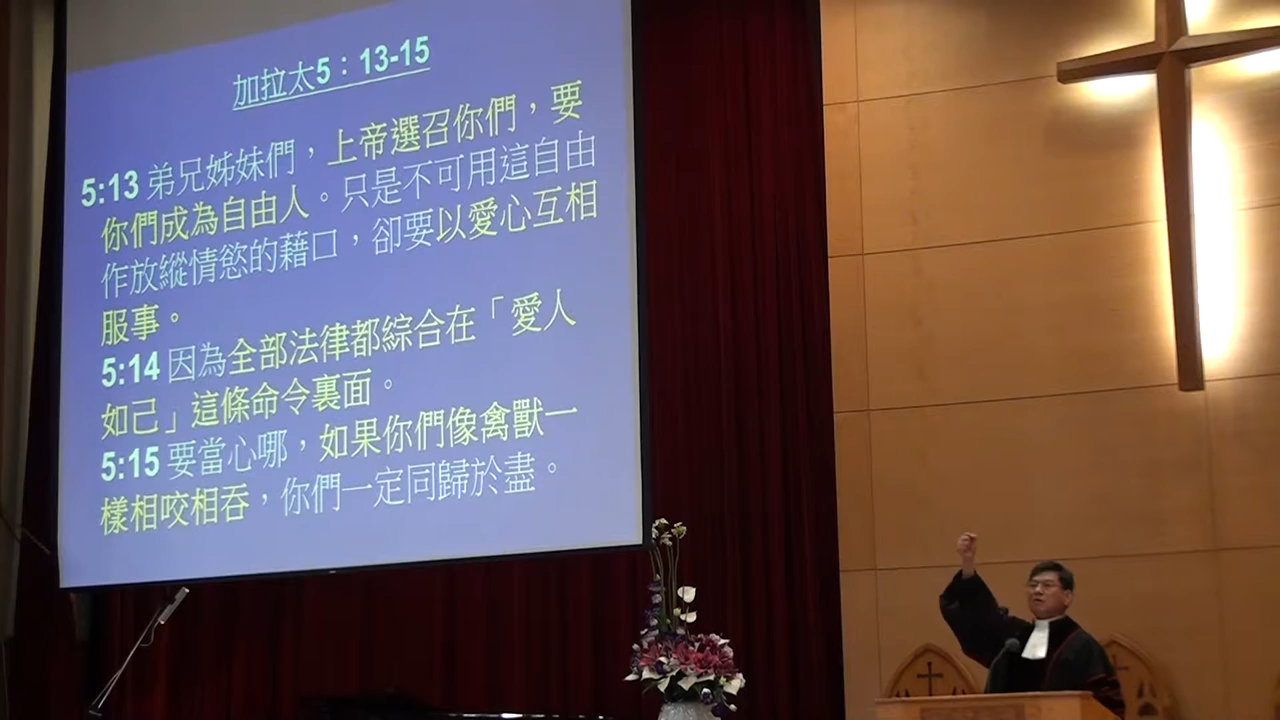 加拉太5：13-15
5:13 弟兄姊妹們，上帝選召你們，要
你們成為自由人。只是不可用這自由
作放縱情慾的藉口，卻要以愛心互相
服事。
5:14 因為全部法律都綜合在「愛人
如己」這條命令裏面。
5:15 要當心哪，如果你們像禽獸一
樣相咬相吞，你們一定同歸於盡。